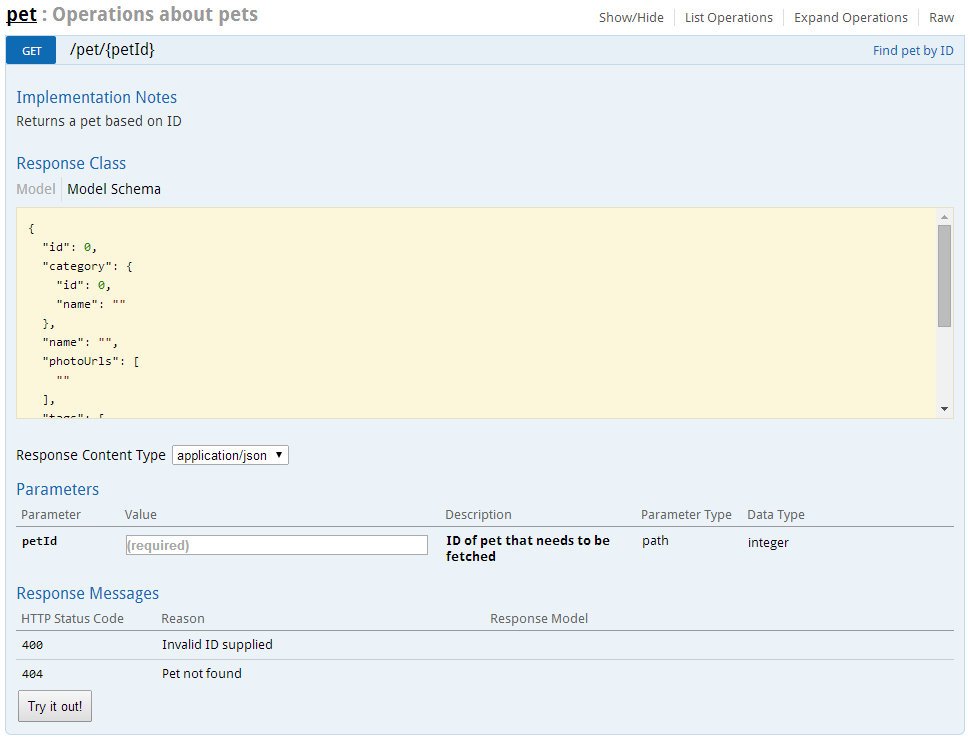 pet : Operations about pets
Show/Hide List Operations Expand Operations Raw
GET /pet/{petId} Find pet by ID
Implementation Notes
Returns a pet based on ID
Response Class
Model Model Schema
{
  "id": 0,
  "category": {
    "id": 0,
    "name": ""
  },
  "name": "",
  "photoUrls": [
    ""
  ],
  "tags": [
Response Content Type application/json
Parameters
Parameter Value Description Parameter Type Data Type
petId (required) ID of pet that needs to be path integer
fetched
Response Messages
HTTP Status Code Reason Response Model
400 Invalid ID supplied
404 Pet not found
Try it out!